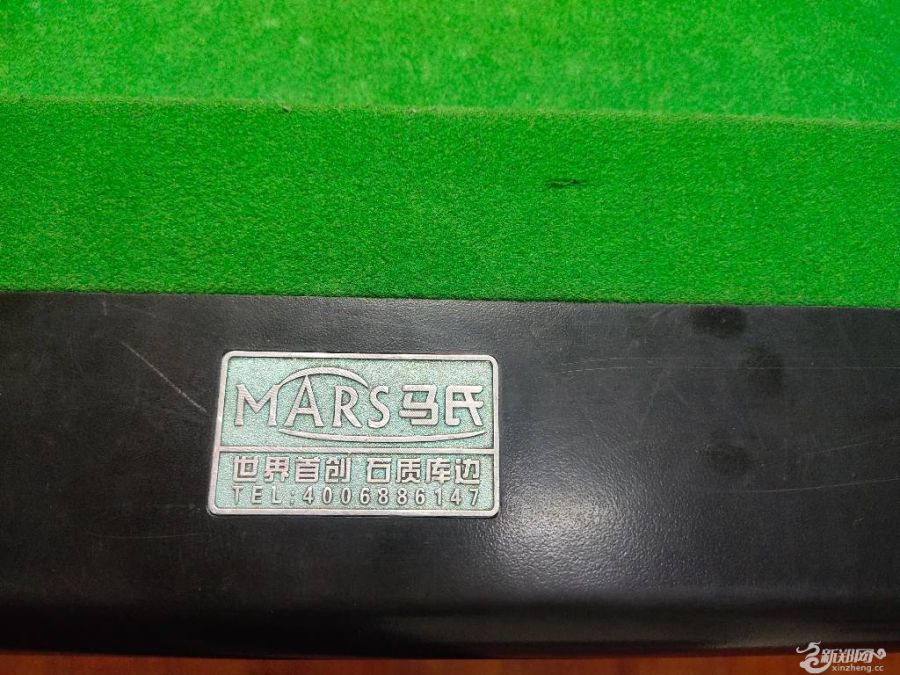 MARS马氏
世界首创 石质库边
TEL:4006886147
新郑网
xinzheng.cc